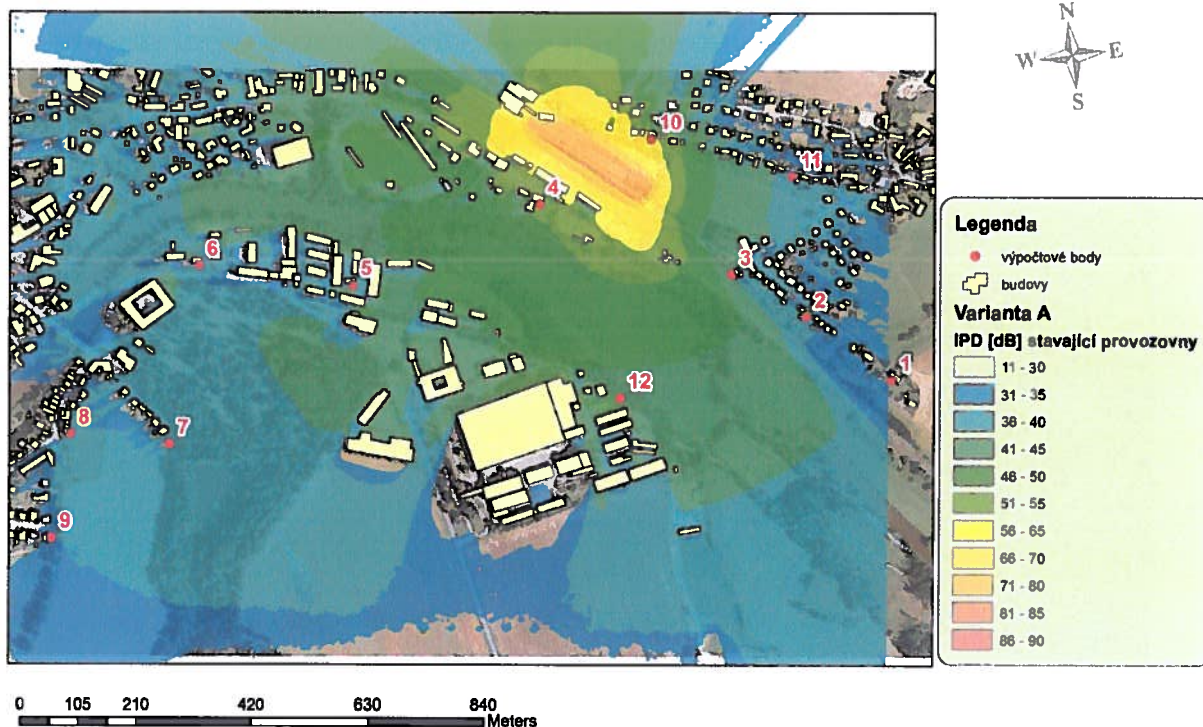 N
W E
S
10
11
4
6
5
3
2
1
12
8
7
9
Legenda
výpočtové body
budovy
Varianta A
IPD [dB] stavající provozovny
11 - 30
31 - 35
36 - 40
41 - 45
46 - 50
51 - 55
56 - 65
66 - 70
71 - 80
81 - 85
86 - 90
0 105 210 420 630 840
Meters